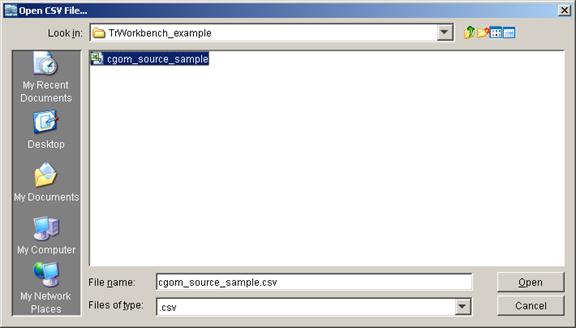 Open CSV File...
Look in: TrWorkbench_example
cgom_source_sample
My Recent
Documents
Desktop
My Documents
My Computer
My Network
Places
File name: cgom_source_sample.csv Open
Files of type: .csv Cancel